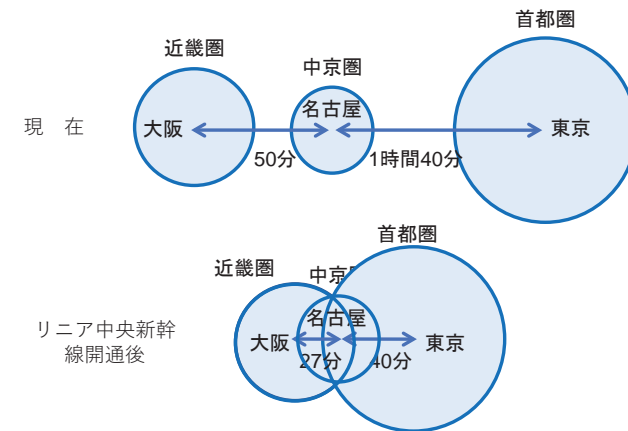 首都圏
近畿圏
中京圏
現 在
大阪
名古屋
東京
50分
1時間40分
首都圏
近畿圏
中京圏
リニア中央新幹
線開通後
大阪
名古屋
東京
27分
40分